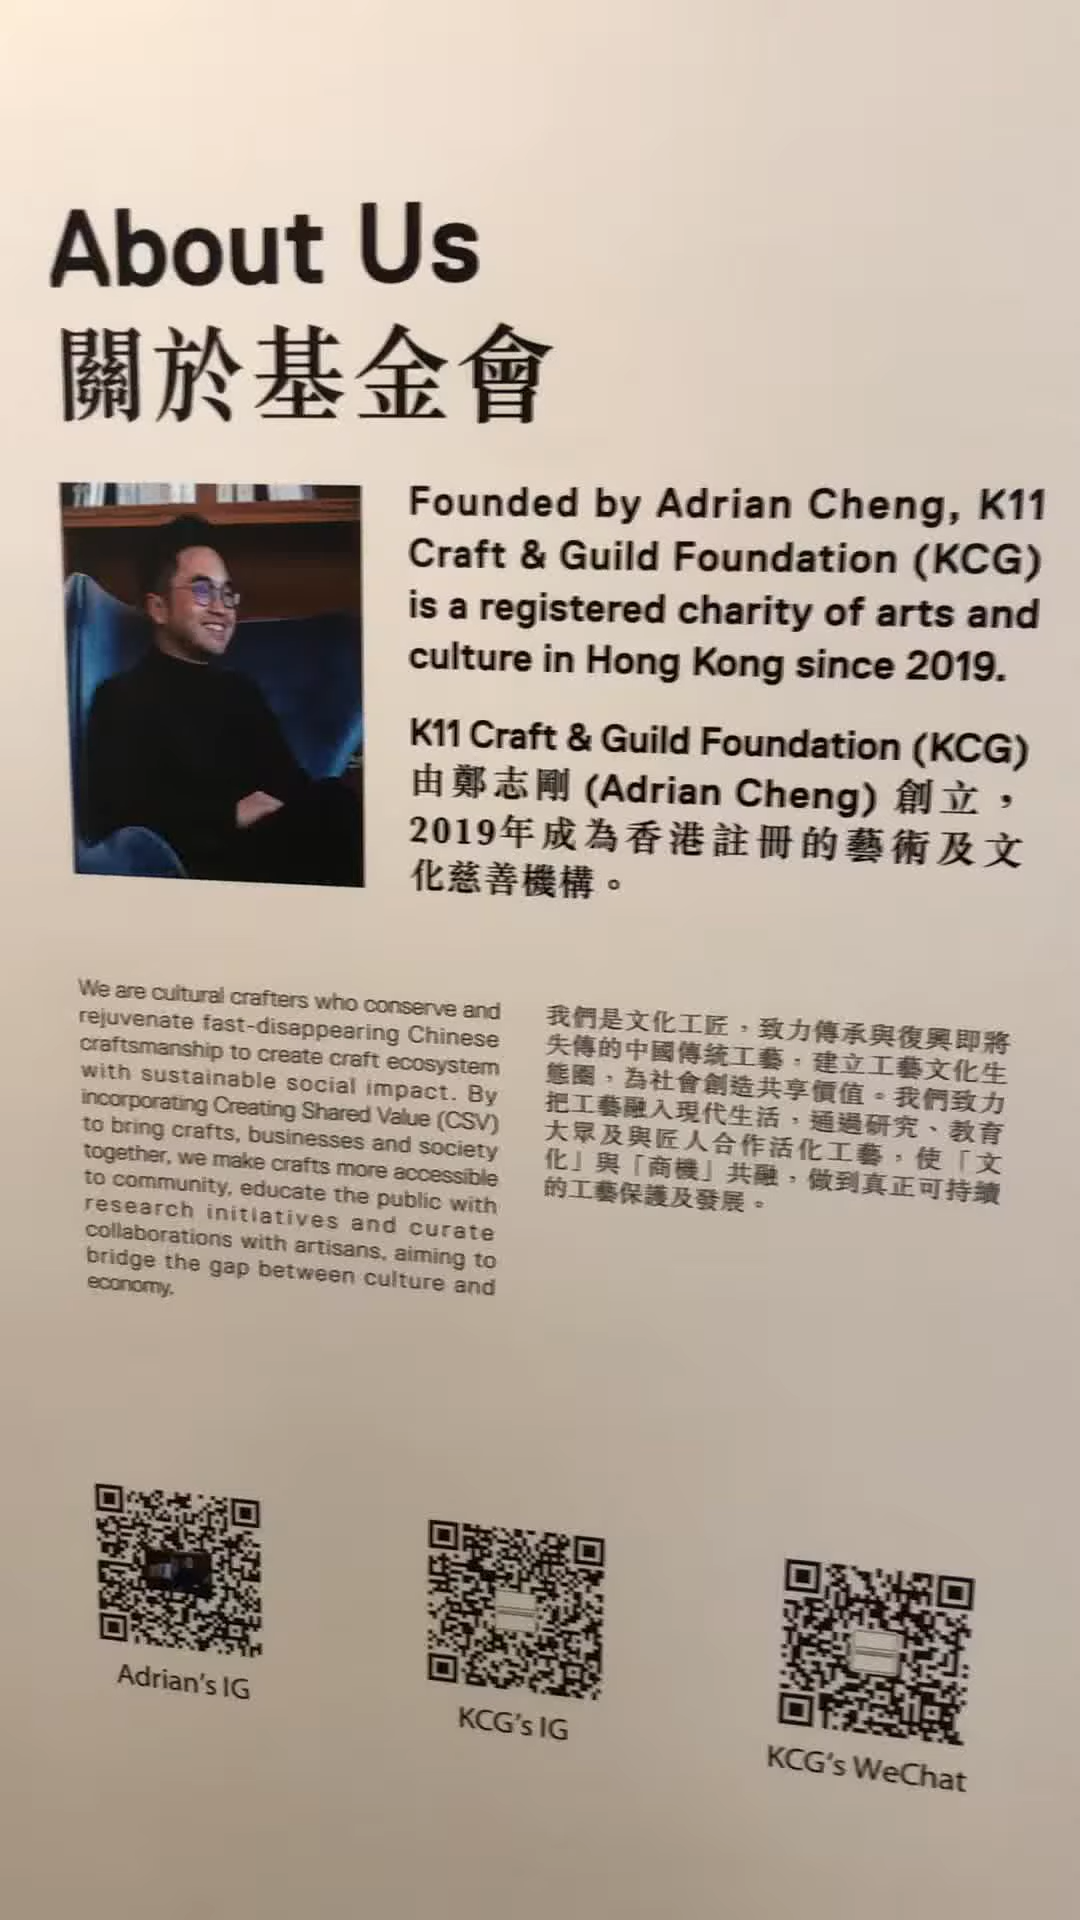 About Us
關於基金會
Founded by Adrian Cheng, K11
Craft & Guild Foundation (KCG)
is a registered charity of arts and
culture in Hong Kong since 2019.
K11 Craft & Guild Foundation (KCG)
由鄭志剛 (Adrian Cheng) 創立，
2019年成為香港註冊的藝術及文
化慈善機構。
We are cultural crafters who conserve and
rejuvenate fast-disappearing Chinese
craftsmanship to create craft ecosystem
with sustainable social impact. By
incorporating Creating Shared Value (CSV)
to bring crafts, businesses and society
together, we make crafts more accessible
to community, educate the public with
research initiatives and curate
collaborations with artisans, aiming to
bridge the gap between culture and
economy.
我們是文化工匠，致力傳承與復興即將
失傳的中國傳統工藝，建立工藝文化生
態圈，為社會創造共享價值。我們致力
把工藝融入現代生活，通過研究、教育
大眾及與匠人合作活化工藝，使「文
化」與「商機」共融，做到真正可持續
的工藝保護及發展。
Adrian's IG
KCG's IG
KCG's WeChat